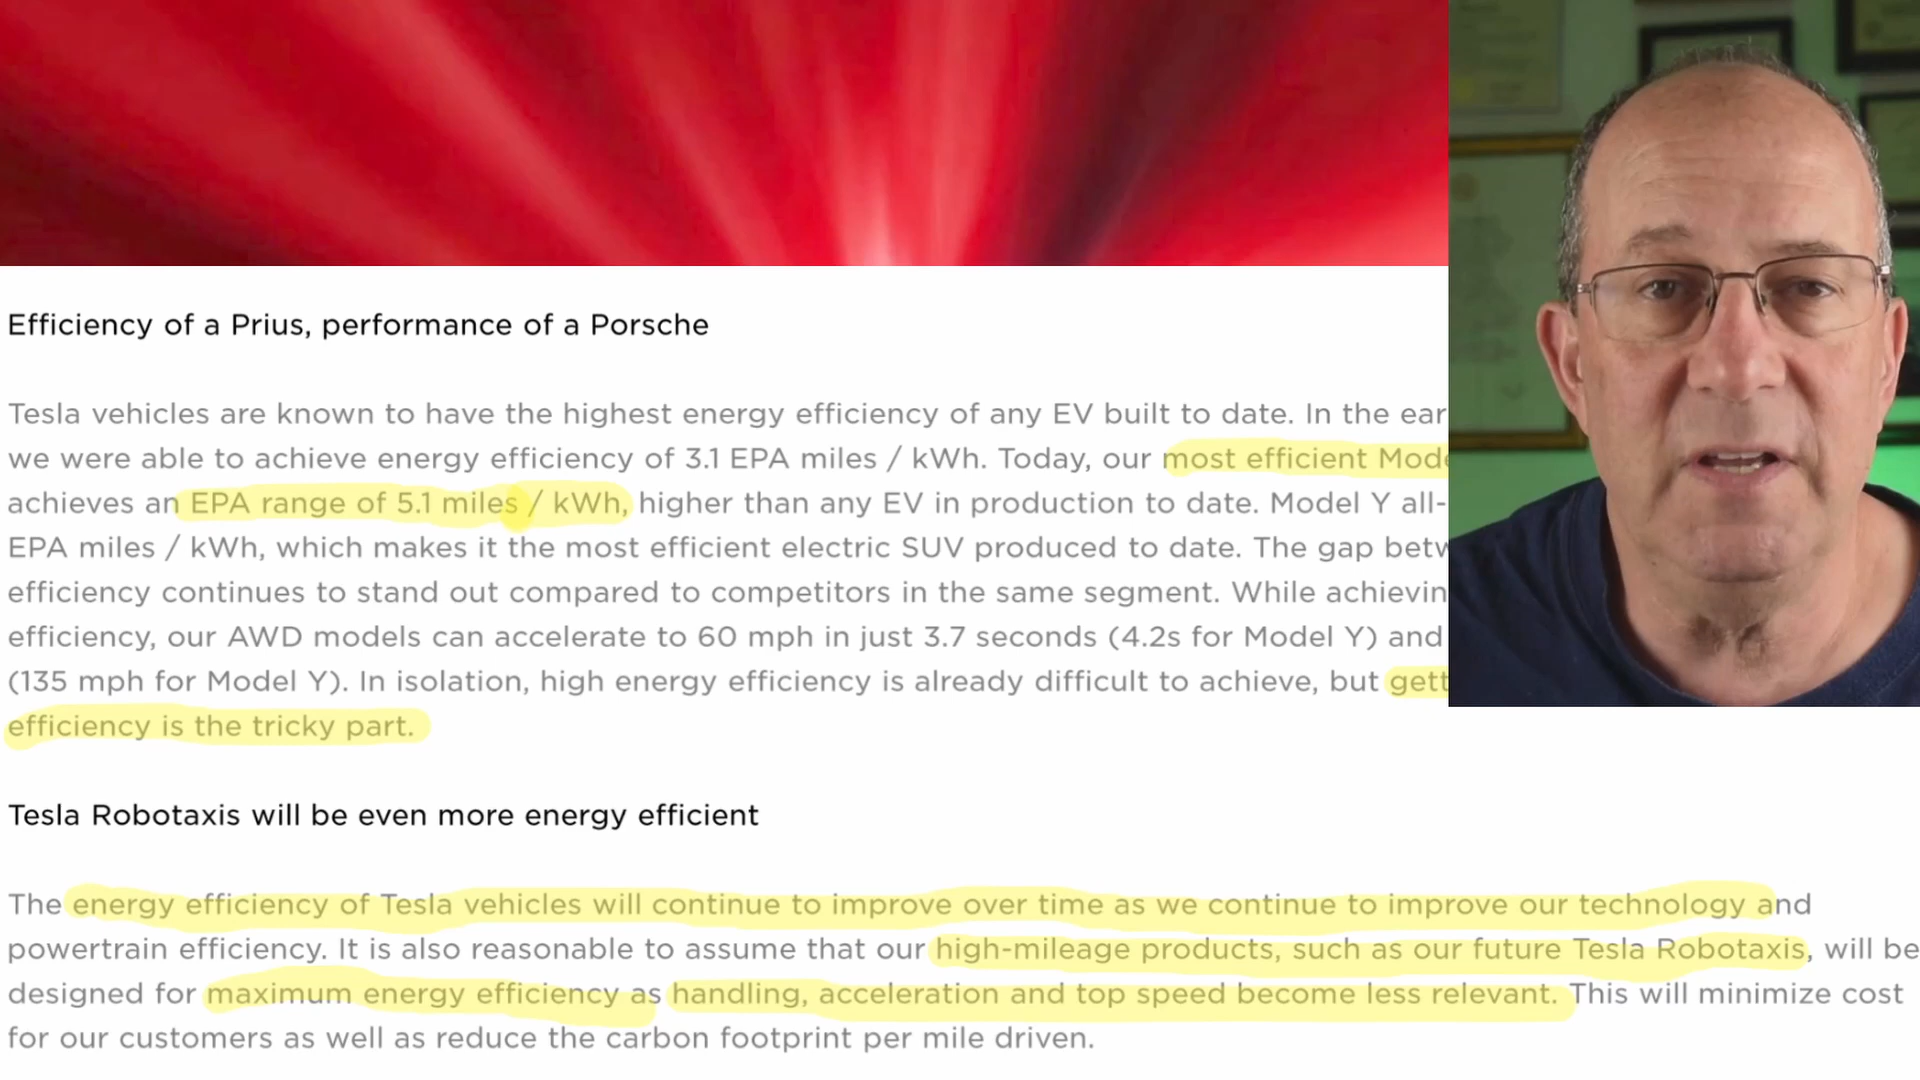 Efficiency of a Prius, performance of a Porsche
Tesla vehicles are known to have the highest energy efficiency of any EV built to date. In the ear
we were able to achieve energy efficiency of 3.1 EPA miles / kWh. Today, our most efficient Mode
achieves an EPA range of 5.1 miles / kWh, higher than any EV in production to date. Model Y all-
EPA miles / kWh, which makes it the most efficient electric SUV produced to date. The gap betw
efficiency continues to stand out compared to competitors in the same segment. While achievin
efficiency, our AWD models can accelerate to 60 mph in just 3.7 seconds (4.2s for Model Y) and
(135 mph for Model Y). In isolation, high energy efficiency is already difficult to achieve, but gett
efficiency is the tricky part.
Tesla Robotaxis will be even more energy efficient
The energy efficiency of Tesla vehicles will continue to improve over time as we continue to improve our technology and
powertrain efficiency. It is also reasonable to assume that our high-mileage products, such as our future Tesla Robotaxis, will be
designed for maximum energy efficiency as handling, acceleration and top speed become less relevant. This will minimize cost
for our customers as well as reduce the carbon footprint per mile driven.